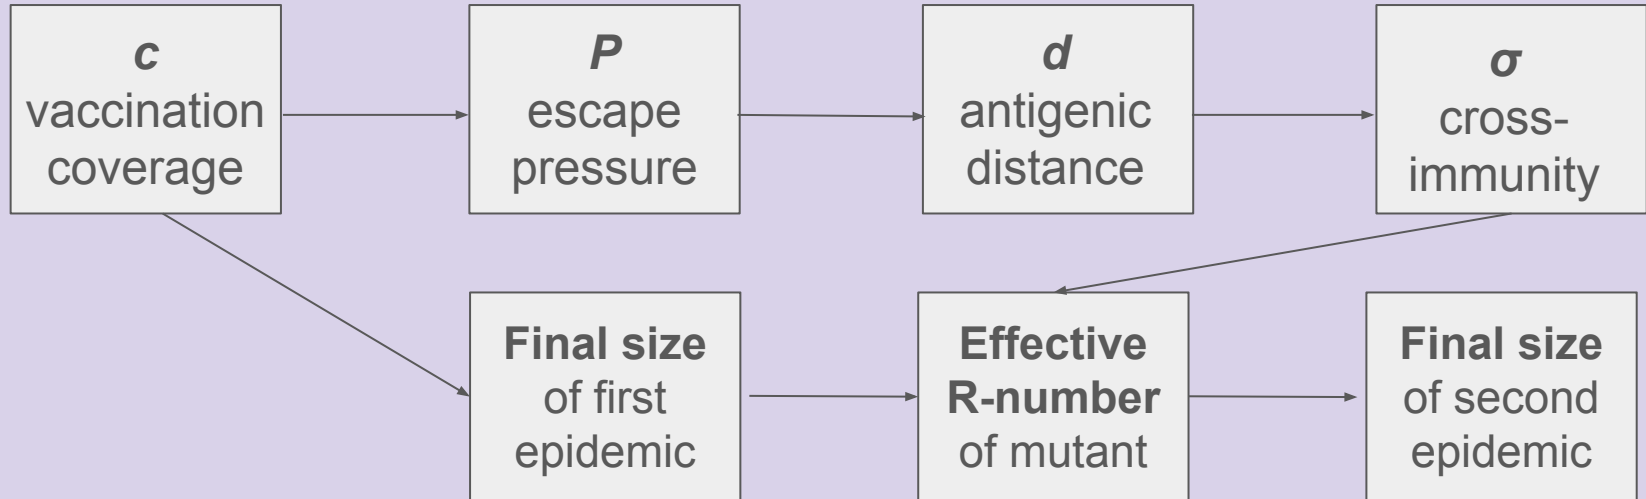 c
vaccination
coverage
P
escape
pressure
d
antigenic
distance
σ
cross-
immunity
Final size
of first
epidemic
Effective
R-number
of mutant
Final size
of second
epidemic